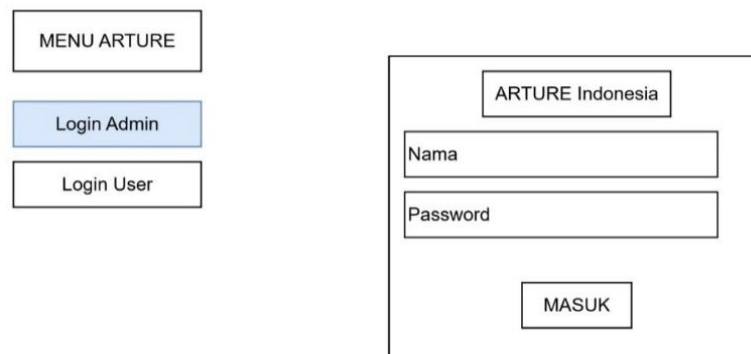 MENU ARTURE
Login Admin
Login User
ARTURE Indonesia
Nama
Password
MASUK